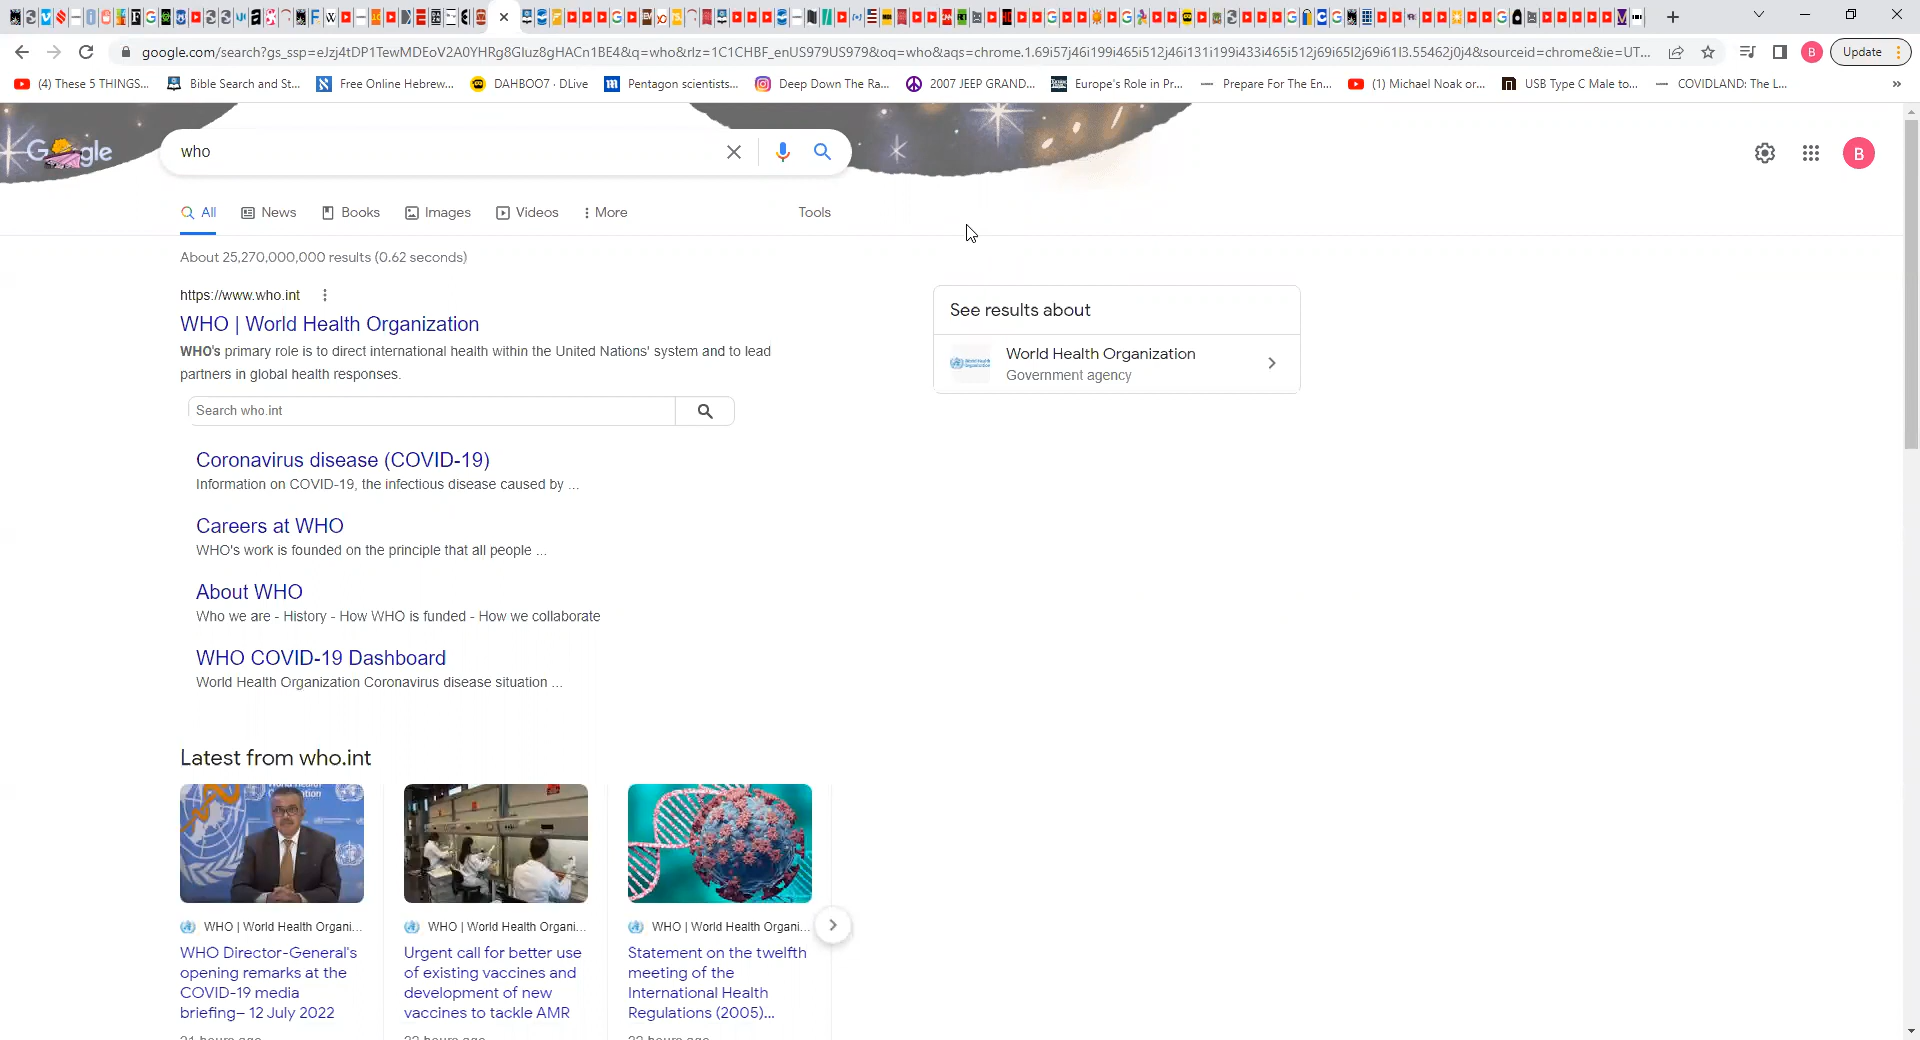 google.com/search?gs_ssp=eJzj4tDP1TewMDEoV2A0YHRg8GIuz8gHACn1BE4&q=who&rlz=1C1CHBF_enUS979US979&oq=who&aqs=chrome.1.69i57j46i199i465i512j46i131i199i433i465i512j69i65l2j69i61l3.55462j0j4&sourceid=chrome&ie=UT...
B
Update
(4) These 5 THINGS...
Bible Search and St...
Free Online Hebrew...
DAHBOO7 · DLive
Pentagon scientists...
Deep Down The Ra...
2007 JEEP GRAND...
Europe's Role in Pr...
Prepare For The En...
(1) Michael Noak or...
USB Type C Male to...
COVIDLAND: The L...
»
who
B
All
News
Books
Images
Videos
More
Tools
About 25,270,000,000 results (0.62 seconds)
https://www.who.int
WHO | World Health Organization
WHO's primary role is to direct international health within the United Nations' system and to lead
partners in global health responses.
Search who.int
Coronavirus disease (COVID-19)
Information on COVID-19, the infectious disease caused by ...
Careers at WHO
WHO's work is founded on the principle that all people ...
About WHO
Who we are - History - How WHO is funded - How we collaborate
WHO COVID-19 Dashboard
World Health Organization Coronavirus disease situation ...
See results about
World Health Organization
Government agency
Latest from who.int
WHO | World Health Organi...
WHO Director-General's
opening remarks at the
COVID-19 media
briefing– 12 July 2022
21 hours ago
WHO | World Health Organi...
Urgent call for better use
of existing vaccines and
development of new
vaccines to tackle AMR
WHO | World Health Organi...
Statement on the twelfth
meeting of the
International Health
Regulations (2005)...